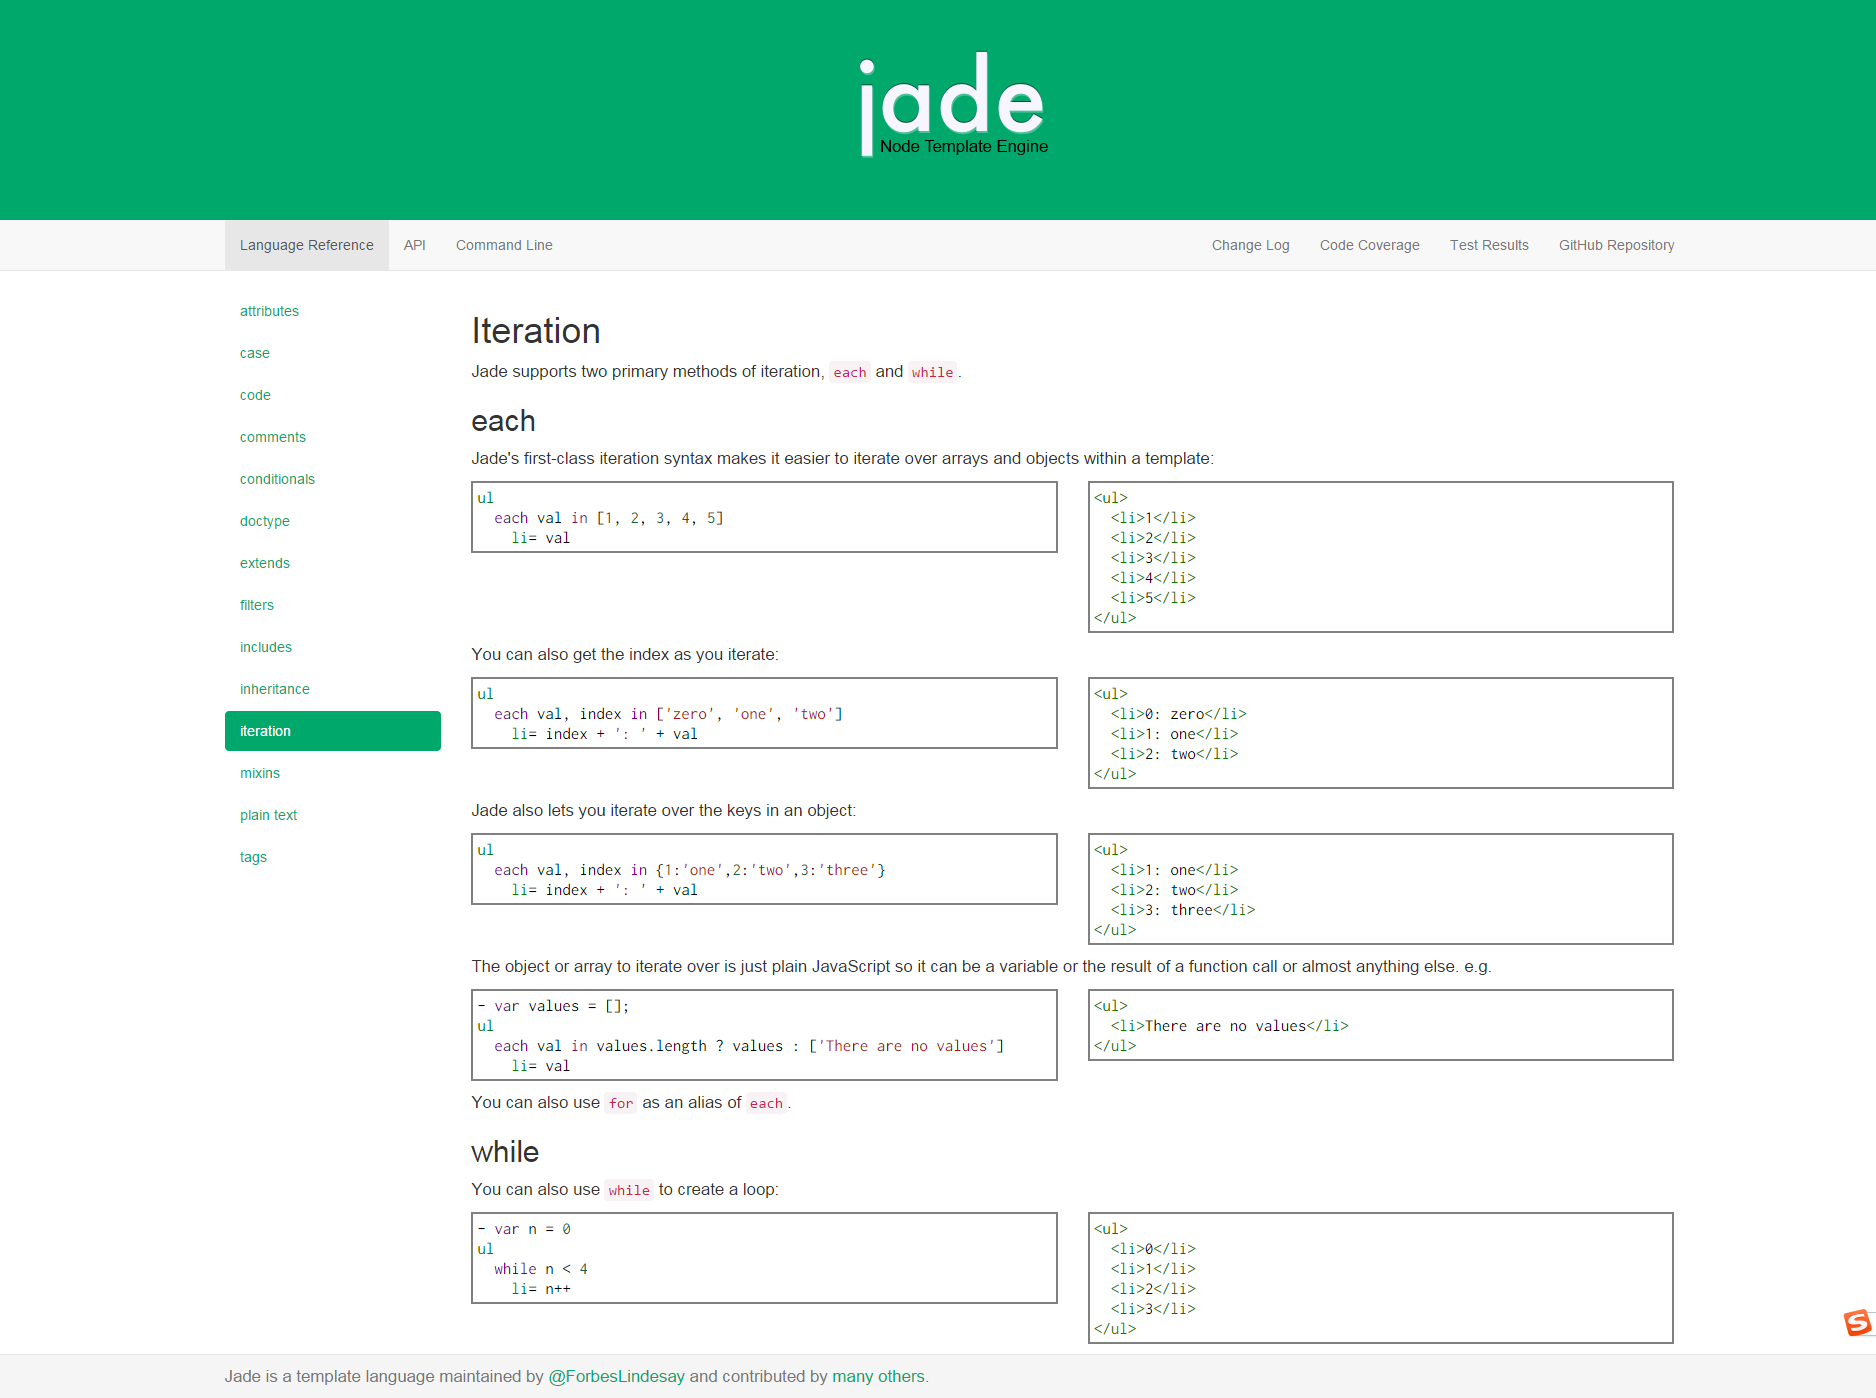 jade
Node Template Engine
Language Reference
API
Command Line
Change Log
Code Coverage
Test Results
GitHub Repository
attributes
case
code
comments
conditionals
doctype
extends
filters
includes
inheritance
iteration
mixins
plain text
tags
Iteration
Jade supports two primary methods of iteration, each and while.
each
Jade's first-class iteration syntax makes it easier to iterate over arrays and objects within a template:
ul
  each val in [1, 2, 3, 4, 5]
    li= val
<ul>
  <li>1</li>
  <li>2</li>
  <li>3</li>
  <li>4</li>
  <li>5</li>
</ul>
You can also get the index as you iterate:
ul
  each val, index in ['zero', 'one', 'two']
    li= index + ': ' + val
<ul>
  <li>0: zero</li>
  <li>1: one</li>
  <li>2: two</li>
</ul>
Jade also lets you iterate over the keys in an object:
ul
  each val, index in {1:'one',2:'two',3:'three'}
    li= index + ': ' + val
<ul>
  <li>1: one</li>
  <li>2: two</li>
  <li>3: three</li>
</ul>
The object or array to iterate over is just plain JavaScript so it can be a variable or the result of a function call or almost anything else. e.g.
- var values = [];
ul
  each val in values.length ? values : ['There are no values']
    li= val
<ul>
  <li>There are no values</li>
</ul>
You can also use for as an alias of each.
while
You can also use while to create a loop:
- var n = 0
ul
  while n < 4
    li= n++
<ul>
  <li>0</li>
  <li>1</li>
  <li>2</li>
  <li>3</li>
</ul>
S
Jade is a template language maintained by @ForbesLindesay and contributed by many others.